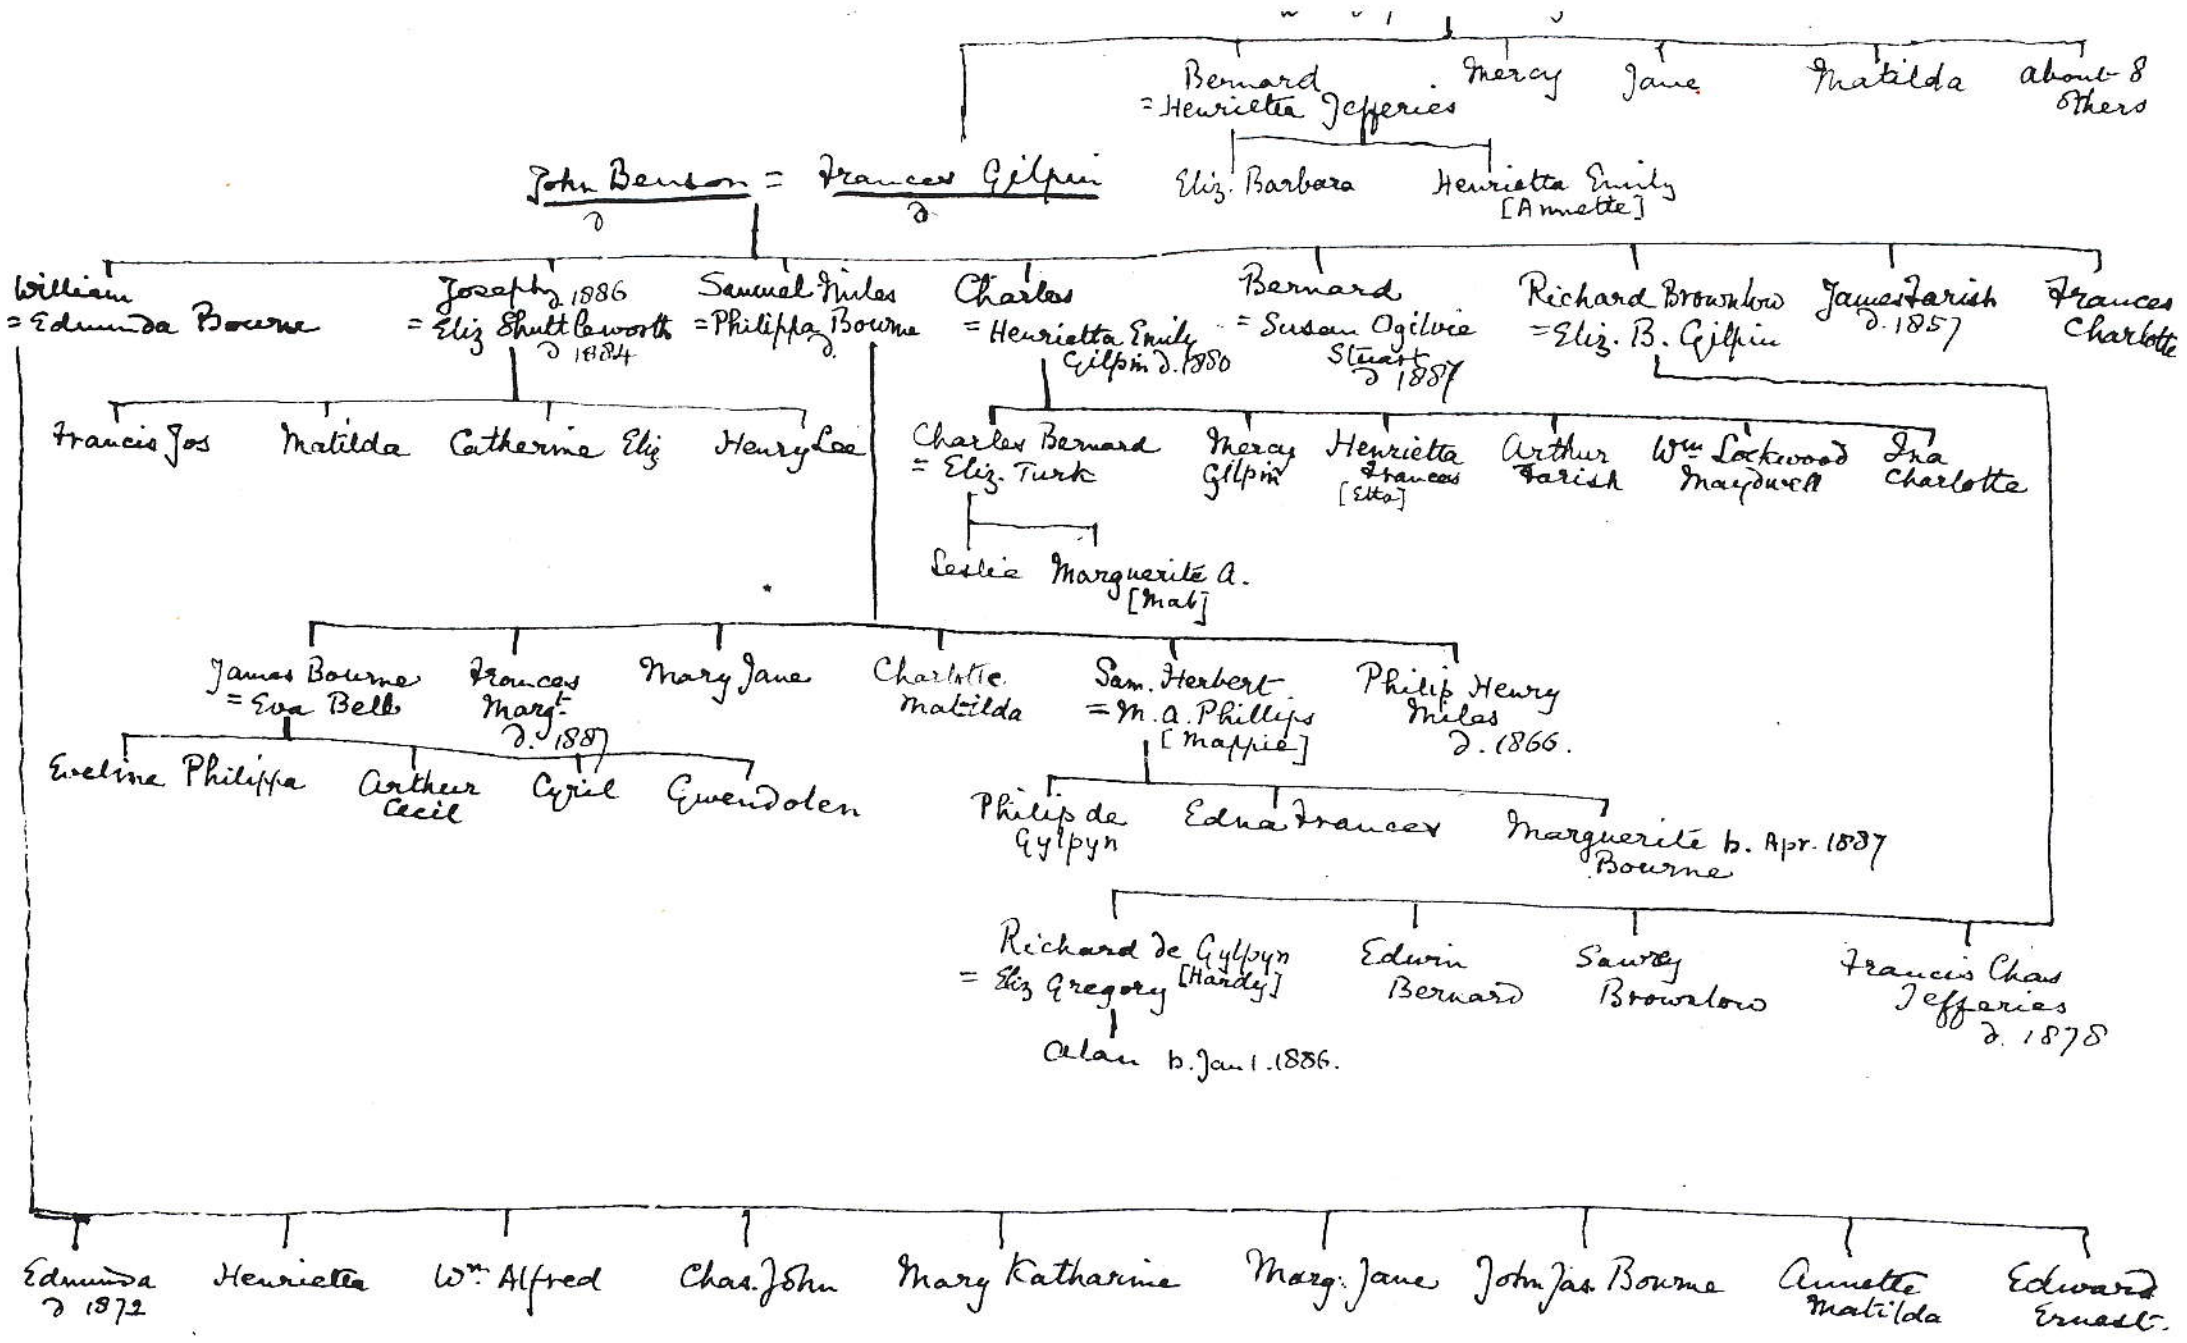 Bernard Mercy Jane Matilda about 8
= Henrietta Jefferies others
John Benson = Frances Gilpin Eliz. Barbara Henrietta Emily
d d [Annette]
William Joseph d 1886 Samuel Miles Charles Bernard Richard Brownlow James Farish Frances
= Edmunda Bourne = Eliz Shuttleworth = Philippa Bourne = Henrietta Emily = Susan Ogilvie = Eliz. B. Gilpin d. 1857 Charlotte
d 1884 d. Gilpin d. 1880 Stuart
d 1887
Francis Jos Matilda Catherine Eliz Henry Lee Charles Bernard Mercy Henrietta Arthur Wm Lockwood Ina
= Eliz. Turk Gilpin Frances Farish Maydwell Charlotte
[Etta]
Leslie Marguerite A.
[Mab]
James Bourne Frances Mary Jane Charlotte Sam. Herbert Philip Henry
= Eva Bell Margt. Matilda = M. A. Phillips Miles
d. 1887 [Mappie] d. 1866.
Eveline Philippa Arthur Cyril Gwendolen Philip de Edna Frances Marguerite b. Apr. 1887
Cecil Gylpyn Bourne
Richard de Gylpyn Edwin Sawrey Francis Chas
= Eliz Gregory [Hardy] Bernard Brownlow Jefferies
d. 1878
Alan b. Jan 1. 1886.
Edmunda Henrietta Wm. Alfred Chas. John Mary Katharine Marg. Jane John Jas. Bourne Annette Edward
d 1872 Matilda Ernest.